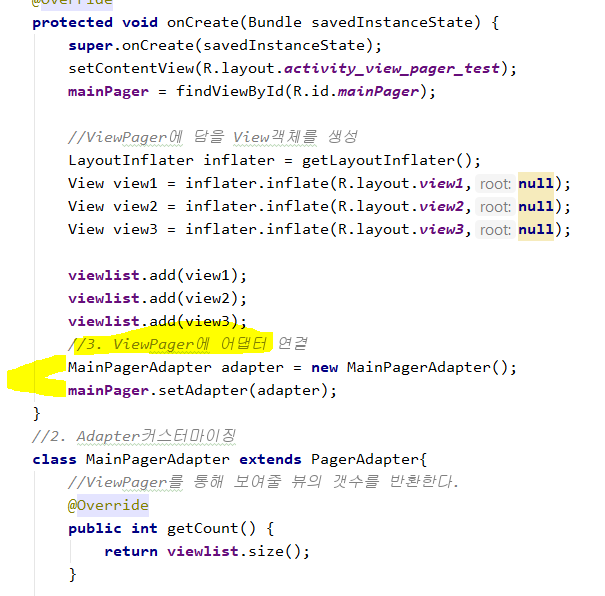 @Override
protected void onCreate(Bundle savedInstanceState) {
super.onCreate(savedInstanceState);
setContentView(R.layout.activity_view_pager_test);
mainPager = findViewById(R.id.mainPager);
//ViewPager에 담을 View객체를 생성
LayoutInflater inflater = getLayoutInflater();
View view1 = inflater.inflate(R.layout.view1, root: null);
View view2 = inflater.inflate(R.layout.view2, root: null);
View view3 = inflater.inflate(R.layout.view3, root: null);
viewlist.add(view1);
viewlist.add(view2);
viewlist.add(view3);
//3. ViewPager에 어댑터 연결
MainPagerAdapter adapter = new MainPagerAdapter();
mainPager.setAdapter(adapter);
}
//2. Adapter커스터마이징
class MainPagerAdapter extends PagerAdapter{
//ViewPager를 통해 보여줄 뷰의 갯수를 반환한다.
@Override
public int getCount() {
return viewlist.size();
}